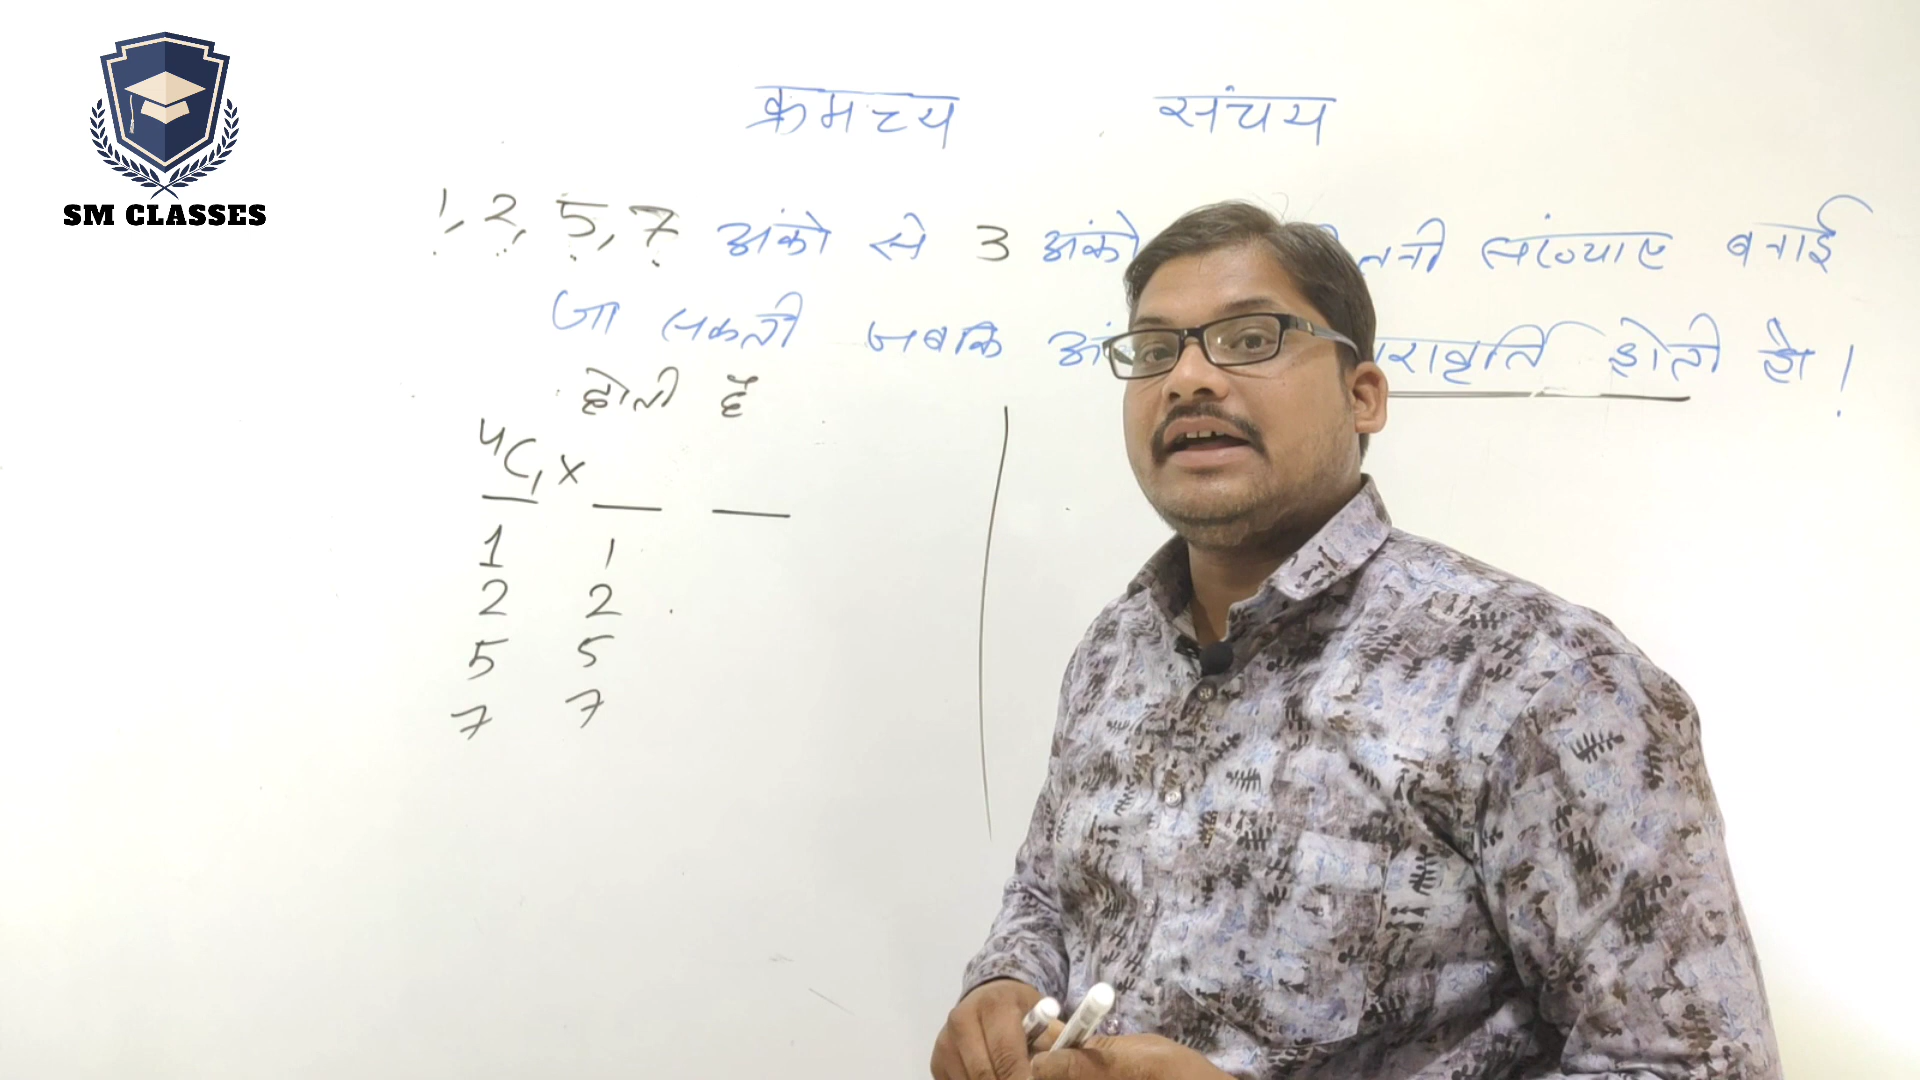 SM CLASSES
क्रमचय संचय
1, 2, 5, 7 अंको से 3 अंको संख्याए बनाई
जा सकती जबकि होती हो।
होती है
4C1 ×
1 1
2 2
5 5
7 7